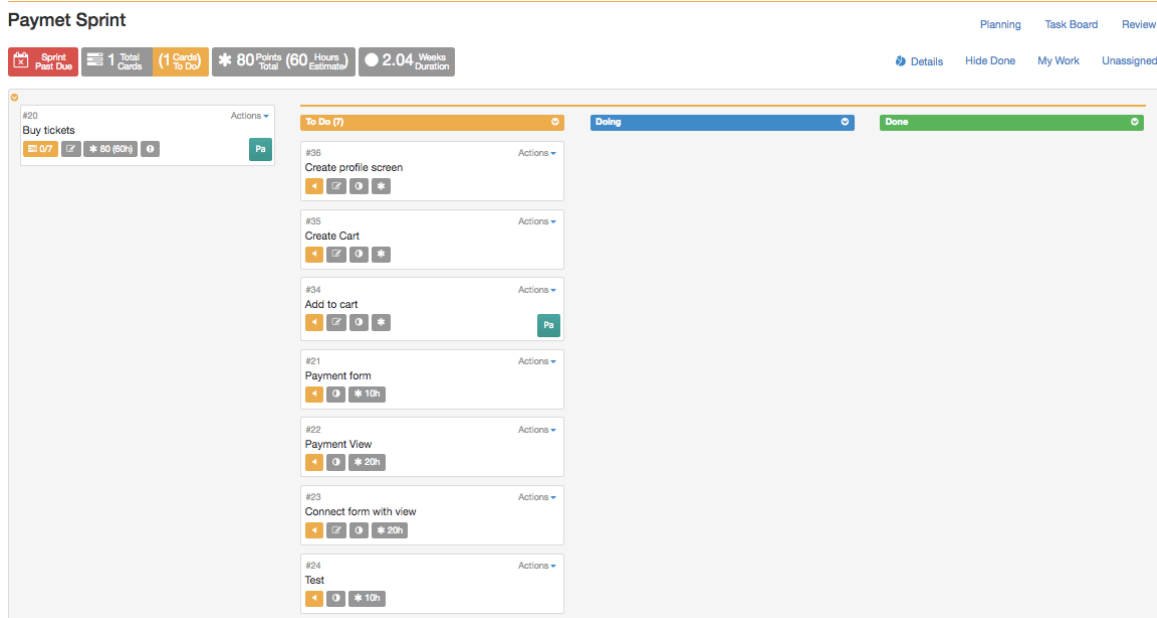 Paymet Sprint
Planning Task Board Review
Sprint Past Due
1 Total Cards (1 Cards To Do)
80 Points Total (60 Hours Estimate)
2.04 Weeks Duration
Details Hide Done My Work Unassigned
#20 Actions
Buy tickets
0/7 80 (60h) Pa
To Do (7) Doing Done
#36 Actions
Create profile screen
#35 Actions
Create Cart
#34 Actions
Add to cart
Pa
#21 Actions
Payment form
10h
#22 Actions
Payment View
20h
#23 Actions
Connect form with view
20h
#24 Actions
Test
10h